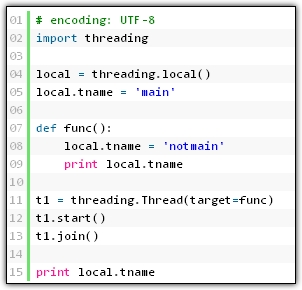 01 # encoding: UTF-8
02 import threading
03
04 local = threading.local()
05 local.tname = 'main'
06
07 def func():
08     local.tname = 'notmain'
09     print local.tname
10
11 t1 = threading.Thread(target=func)
12 t1.start()
13 t1.join()
14
15 print local.tname